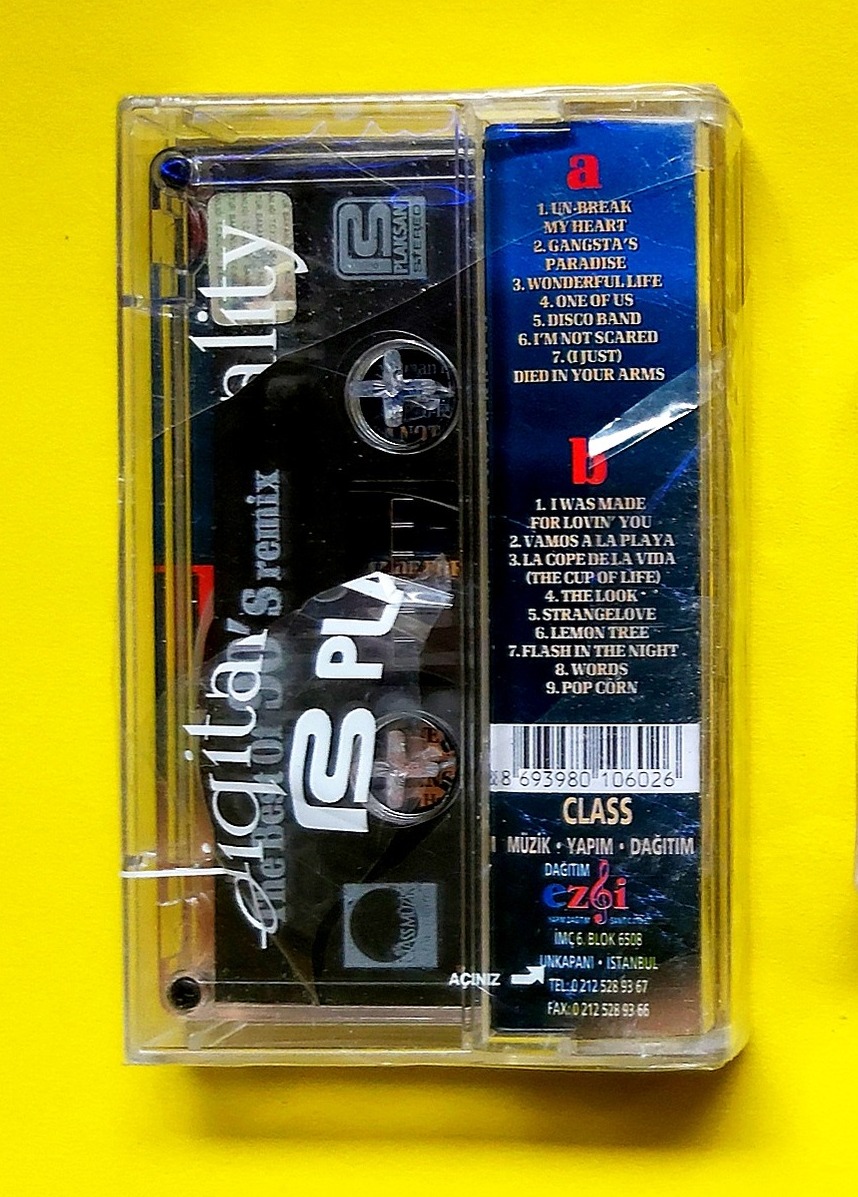 a
1. UN-BREAK
MY HEART
2. GANGSTA'S
PARADISE
3. WONDERFUL LIFE
4. ONE OF US
5. DISCO BAND
6. I'M NOT SCARED
7. (I JUST)
DIED IN YOUR ARMS
b
1. I WAS MADE
FOR LOVIN' YOU
2. VAMOS A LA PLAYA
3. LA COPE DE LA VIDA
(THE CUP OF LIFE)
4. THE LOOK
5. STRANGELOVE
6. LEMON TREE
7. FLASH IN THE NIGHT
8. WORDS
9. POP CORN
8 693980 106026
CLASS
MÜZİK • YAPIM • DAĞITIM
DAĞITIM
ezgi
İMÇ 6. BLOK 6508
UNKAPANI • İSTANBUL
TEL: 0 212 528 93 67
FAX: 0 212 528 93 66
AÇINIZ
PLAKSAN
STEREO
ality
digital
The Best Of
S remix
PLA